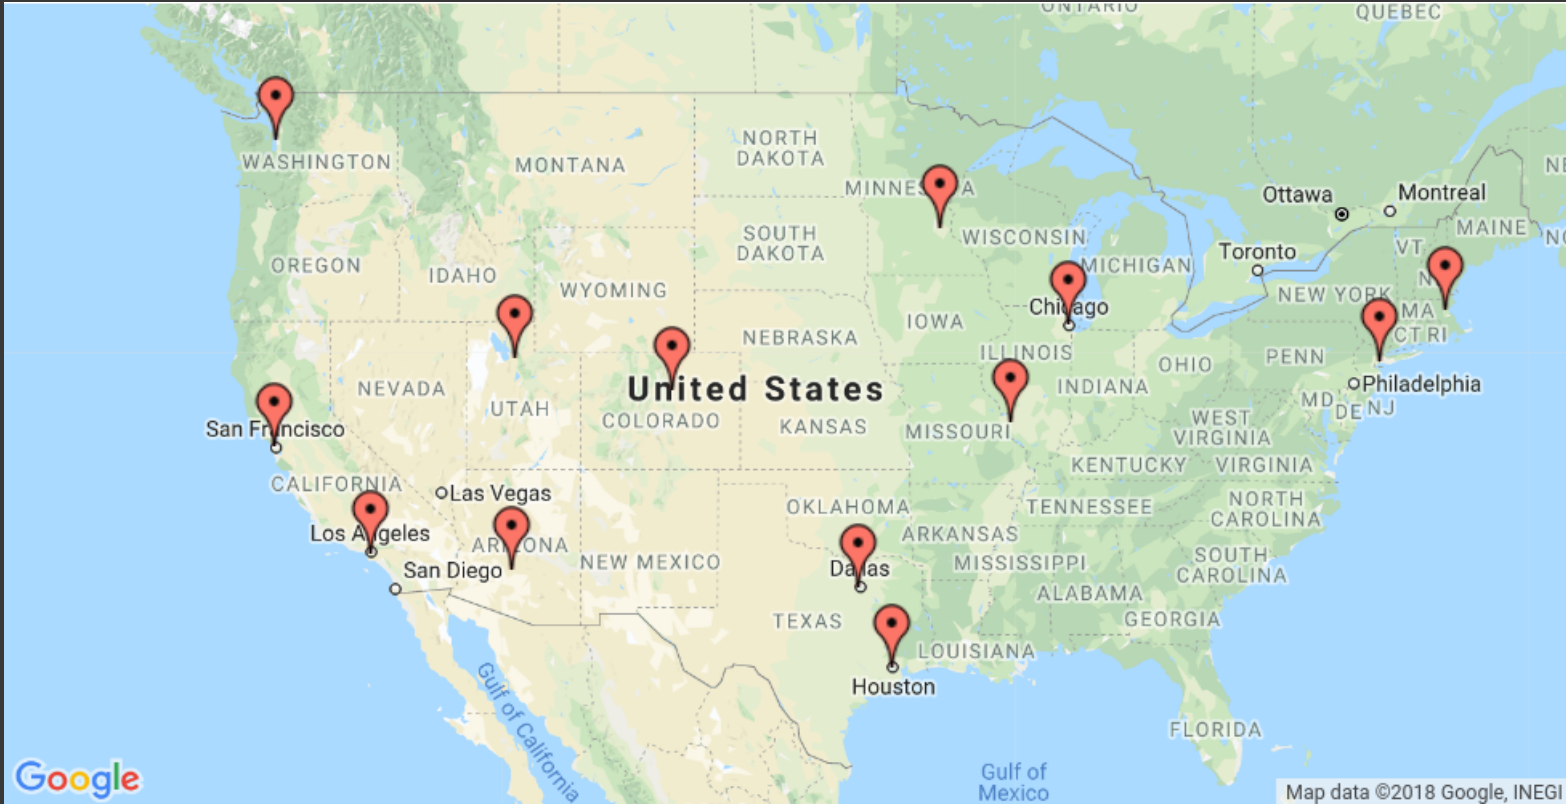 ONTARIO
QUEBEC
WASHINGTON
MONTANA
NORTH
DAKOTA
Ottawa
Montreal
MAINE
OREGON
IDAHO
WYOMING
SOUTH
DAKOTA
WISCONSIN
MICHIGAN
Toronto
VT
NEW YORK
MA
CT RI
NEVADA
UTAH
United States
COLORADO
NEBRASKA
IOWA
Chicago
ILLINOIS
INDIANA
OHIO
PENN
Philadelphia
MD
DE
NJ
San Francisco
CALIFORNIA
KANSAS
MISSOURI
WEST
VIRGINIA
KENTUCKY
VIRGINIA
Las Vegas
Los Angeles
ARIZONA
San Diego
NEW MEXICO
OKLAHOMA
ARKANSAS
TENNESSEE
NORTH
CAROLINA
Dallas
MISSISSIPPI
SOUTH
CAROLINA
ALABAMA
GEORGIA
TEXAS
LOUISIANA
Houston
FLORIDA
Gulf of California
Gulf of
Mexico
Google
Map data ©2018 Google, INEGI